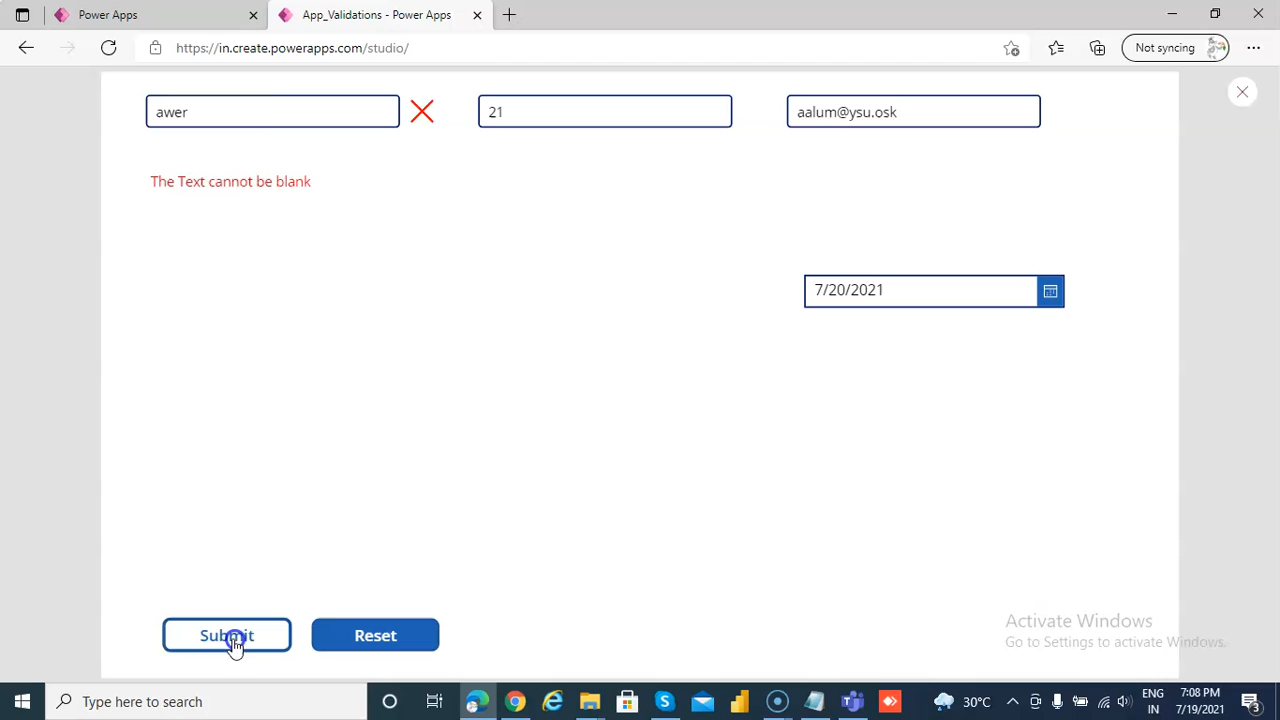 Power Apps
App_Validations - Power Apps
https://in.create.powerapps.com/studio/
Not syncing
awer
21
aalum@ysu.osk
The Text cannot be blank
7/20/2021
Submit
Reset
Activate Windows
Go to Settings to activate Windows.
Type here to search
30°C
ENG
IN
7:08 PM
7/19/2021
3